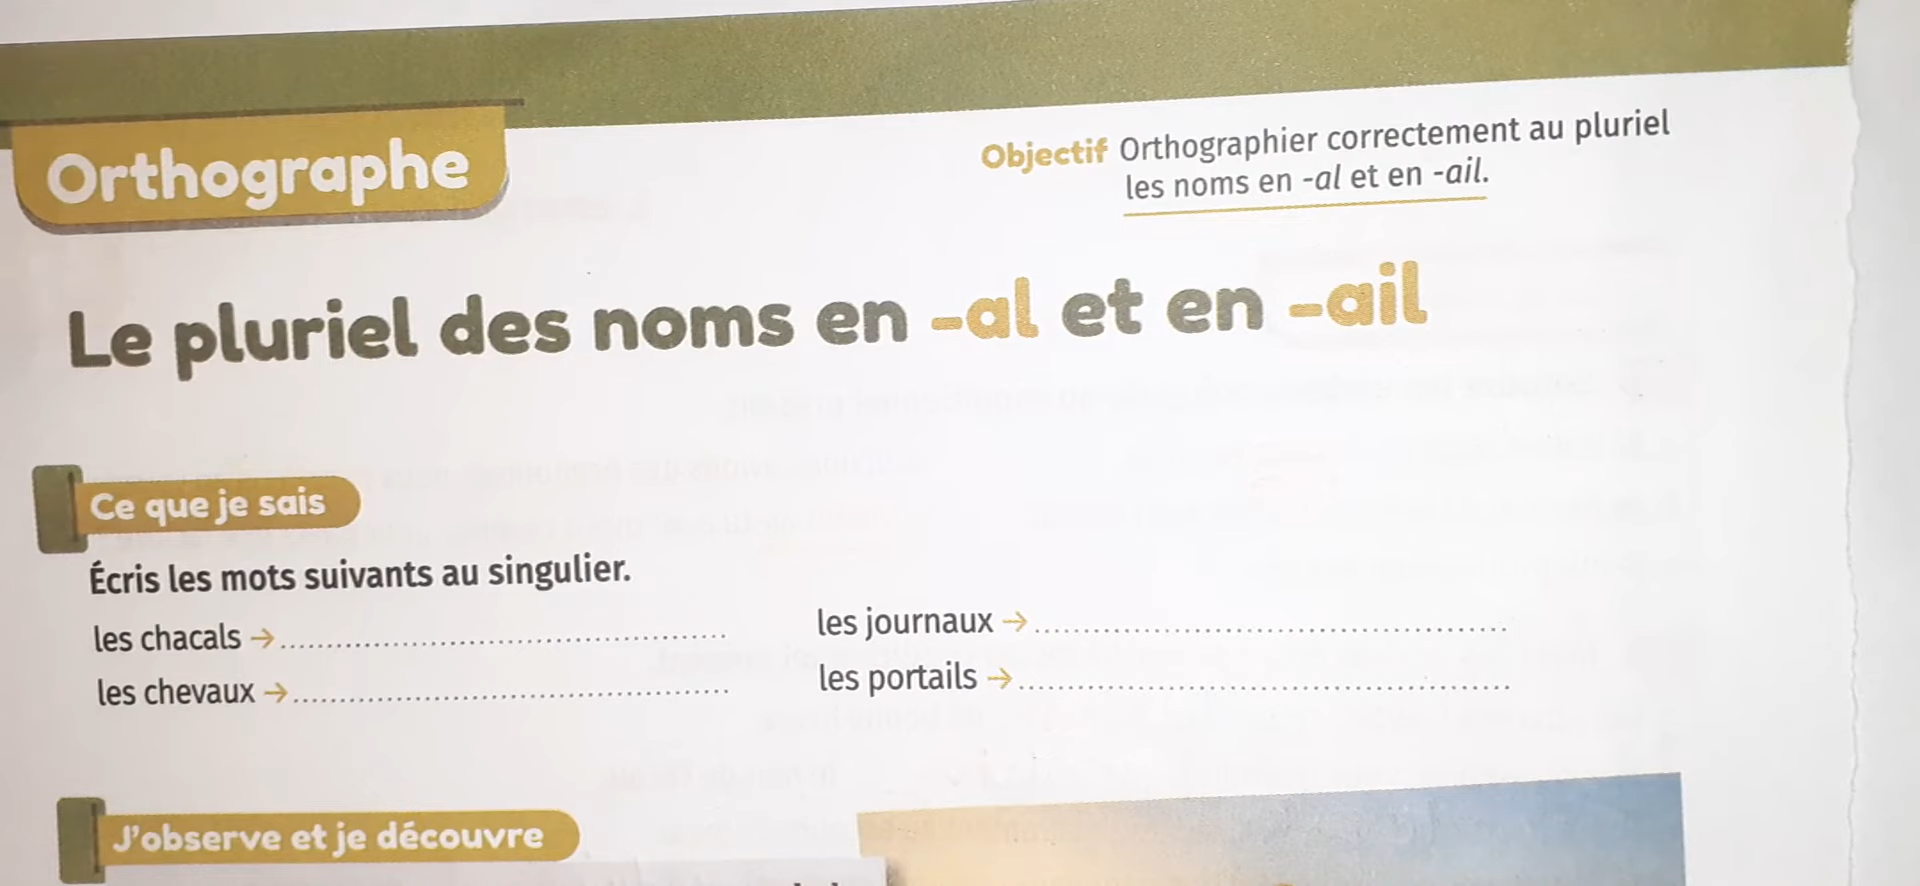 Orthographe
Objectif Orthographier correctement au pluriel
les noms en -al et en -ail.
Le pluriel des noms en -al et en -ail
Ce que je sais
Écris les mots suivants au singulier.
les chacals → ........................................
les journaux → ........................................
les chevaux → ........................................
les portails → ........................................
J'observe et je découvre